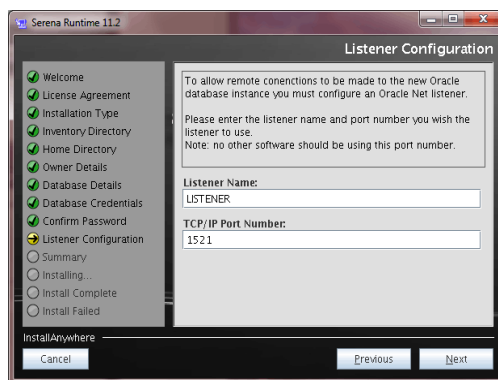 Serena Runtime 11.2
Listener Configuration
Welcome
License Agreement
Installation Type
Inventory Directory
Home Directory
Owner Details
Database Details
Database Credentials
Confirm Password
Listener Configuration
Summary
Installing...
Install Complete
Install Failed
To allow remote conenctions to be made to the new Oracle
database instance you must configure an Oracle Net listener.
Please enter the listener name and port number you wish the
listener to use.
Note: no other software should be using this port number.
Listener Name:
LISTENER
TCP/IP Port Number:
1521
InstallAnywhere
Cancel
Previous
Next